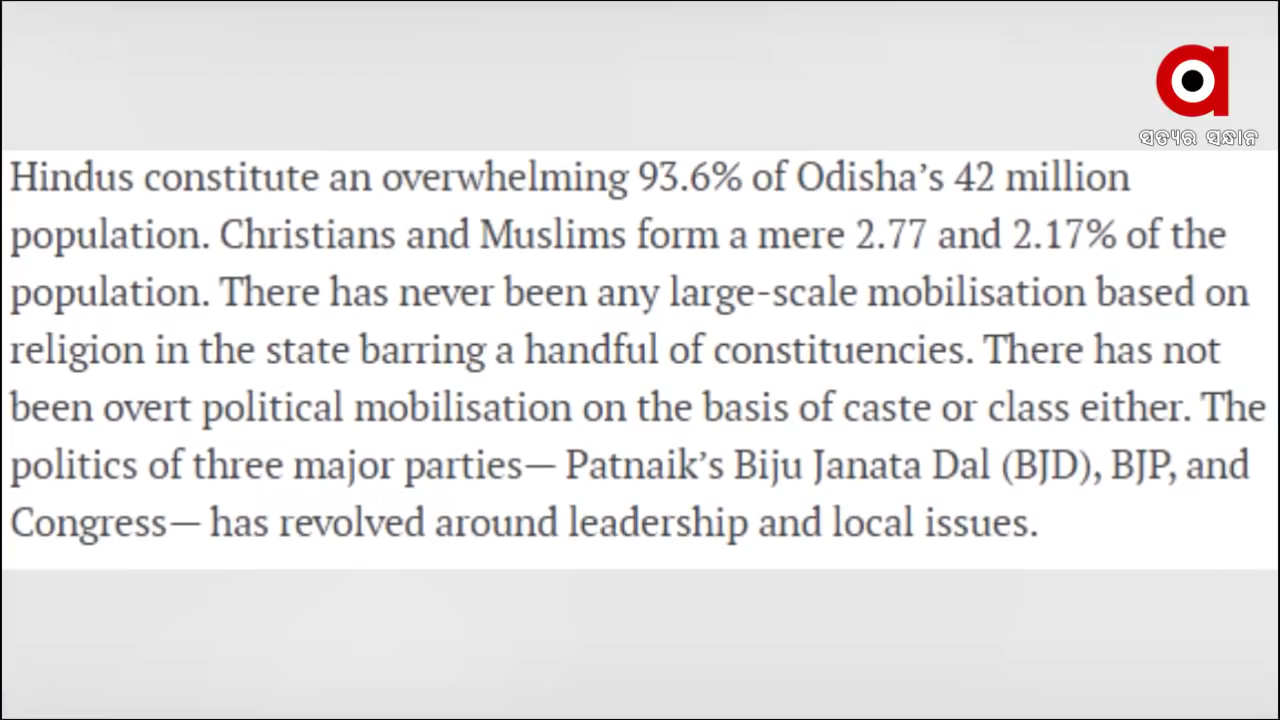 ସତ୍ୟର ସନ୍ଧାନ
Hindus constitute an overwhelming 93.6% of Odisha’s 42 million
population. Christians and Muslims form a mere 2.77 and 2.17% of the
population. There has never been any large-scale mobilisation based on
religion in the state barring a handful of constituencies. There has not
been overt political mobilisation on the basis of caste or class either. The
politics of three major parties— Patnaik’s Biju Janata Dal (BJD), BJP, and
Congress— has revolved around leadership and local issues.